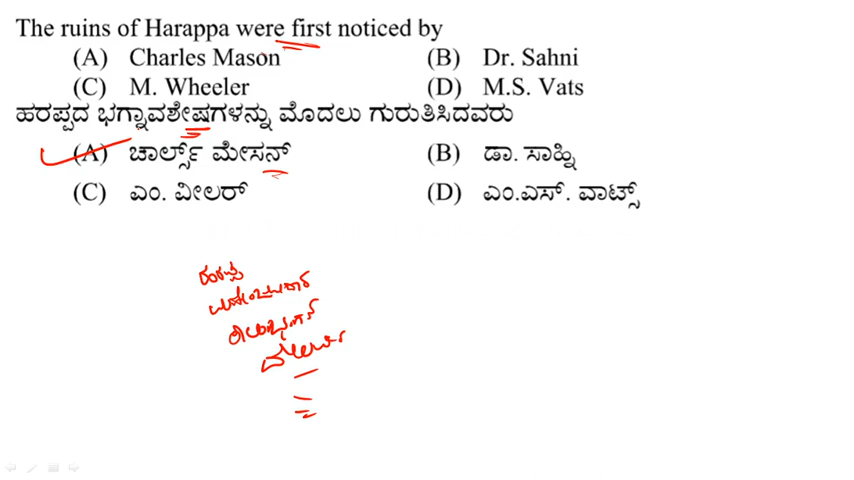 The ruins of Harappa were first noticed by
(A) Charles Mason (B) Dr. Sahni
(C) M. Wheeler (D) M.S. Vats
ಹರಪ್ಪದ ಭಗ್ನಾವಶೇಷಗಳನ್ನು ಮೊದಲು ಗುರುತಿಸಿದವರು
(A) ಚಾರ್ಲ್ಸ್ ಮೇಸನ್ (B) ಡಾ. ಸಾಹ್ನಿ
(C) ಎಂ. ವೀಲರ್ (D) ಎಂ.ಎಸ್. ವಾಟ್ಸ್